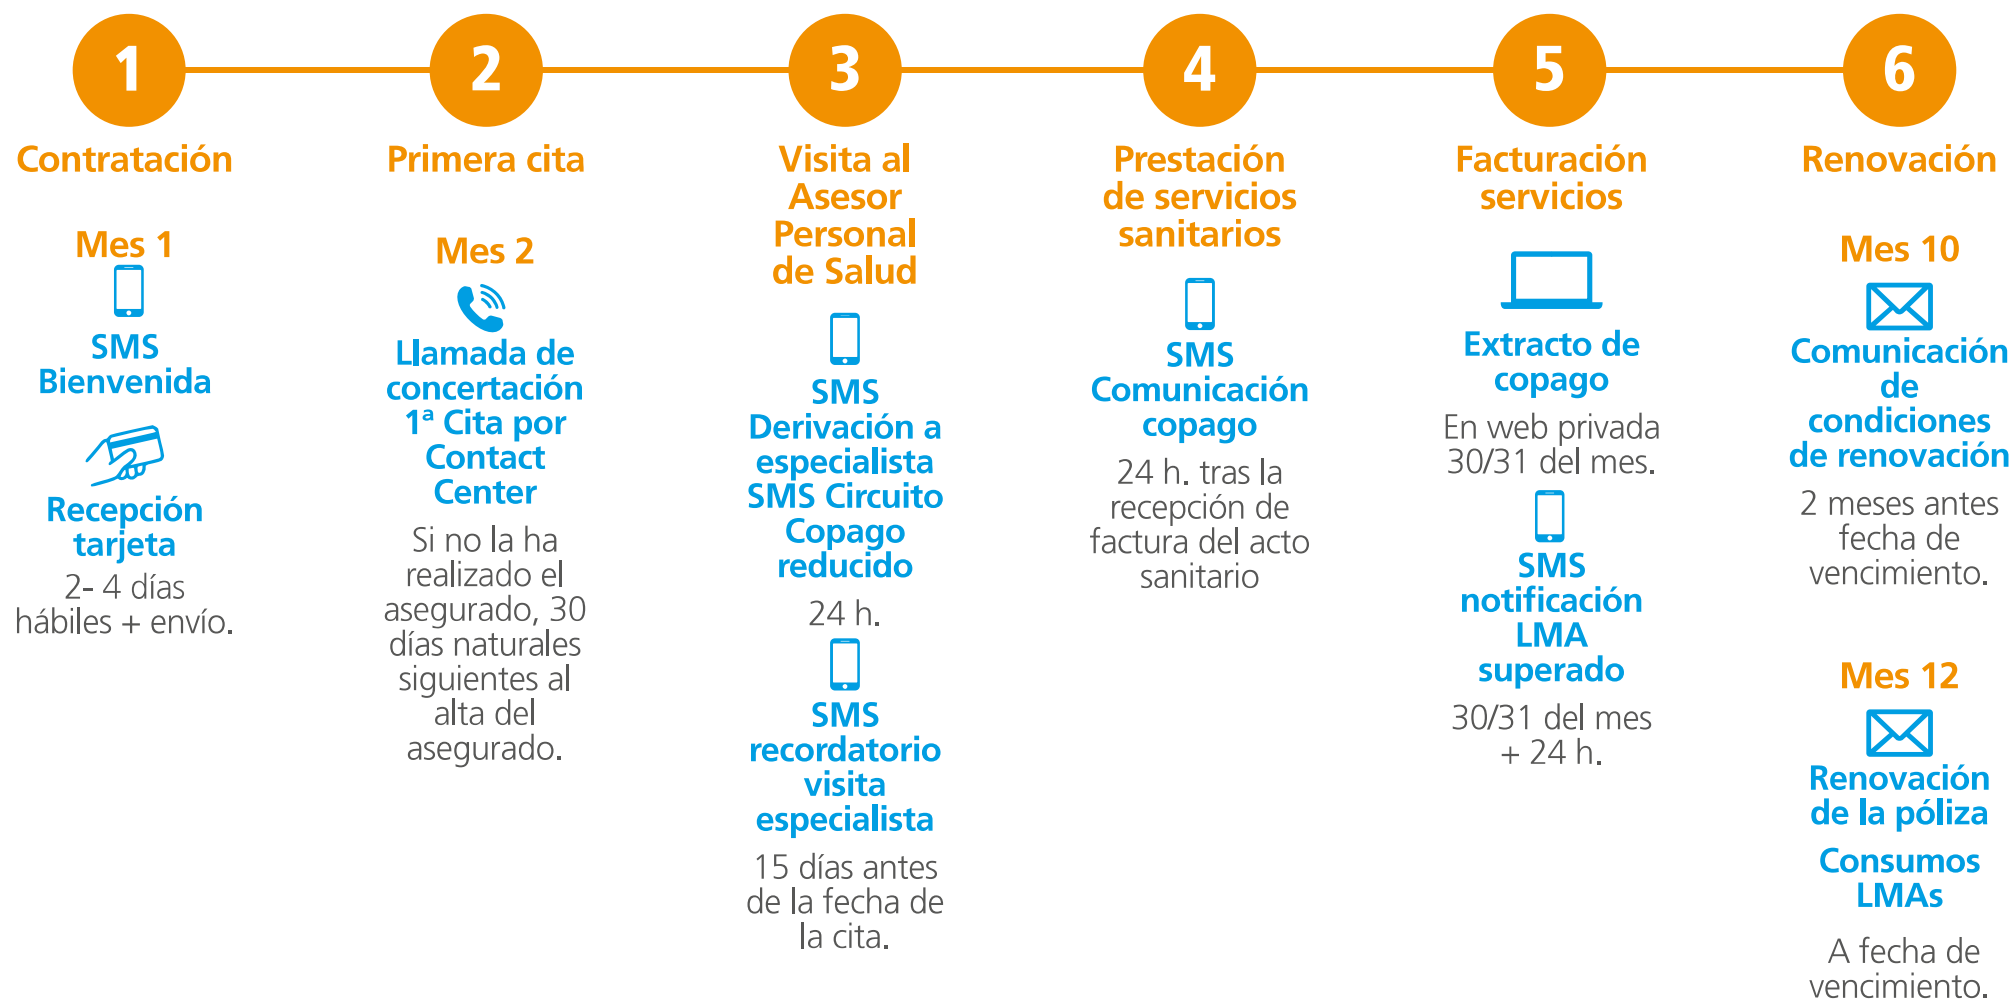 1
Contratación
Mes 1
SMS
Bienvenida
Recepción
tarjeta
2- 4 días
hábiles + envío.
2
Primera cita
Mes 2
Llamada de
concertación
1ª Cita por
Contact
Center
Si no la ha
realizado el
asegurado, 30
días naturales
siguientes al
alta del
asegurado.
3
Visita al
Asesor
Personal
de Salud
SMS
Derivación a
especialista
SMS Circuito
Copago
reducido
24 h.
SMS
recordatorio
visita
especialista
15 días antes
de la fecha de
la cita.
4
Prestación
de servicios
sanitarios
SMS
Comunicación
copago
24 h. tras la
recepción de
factura del acto
sanitario
5
Facturación
servicios
Extracto de
copago
En web privada
30/31 del mes.
SMS
notificación
LMA
superado
30/31 del mes
+ 24 h.
6
Renovación
Mes 10
Comunicación
de
condiciones
de renovación
2 meses antes
fecha de
vencimiento.
Mes 12
Renovación
de la póliza
Consumos
LMAs
A fecha de
vencimiento.